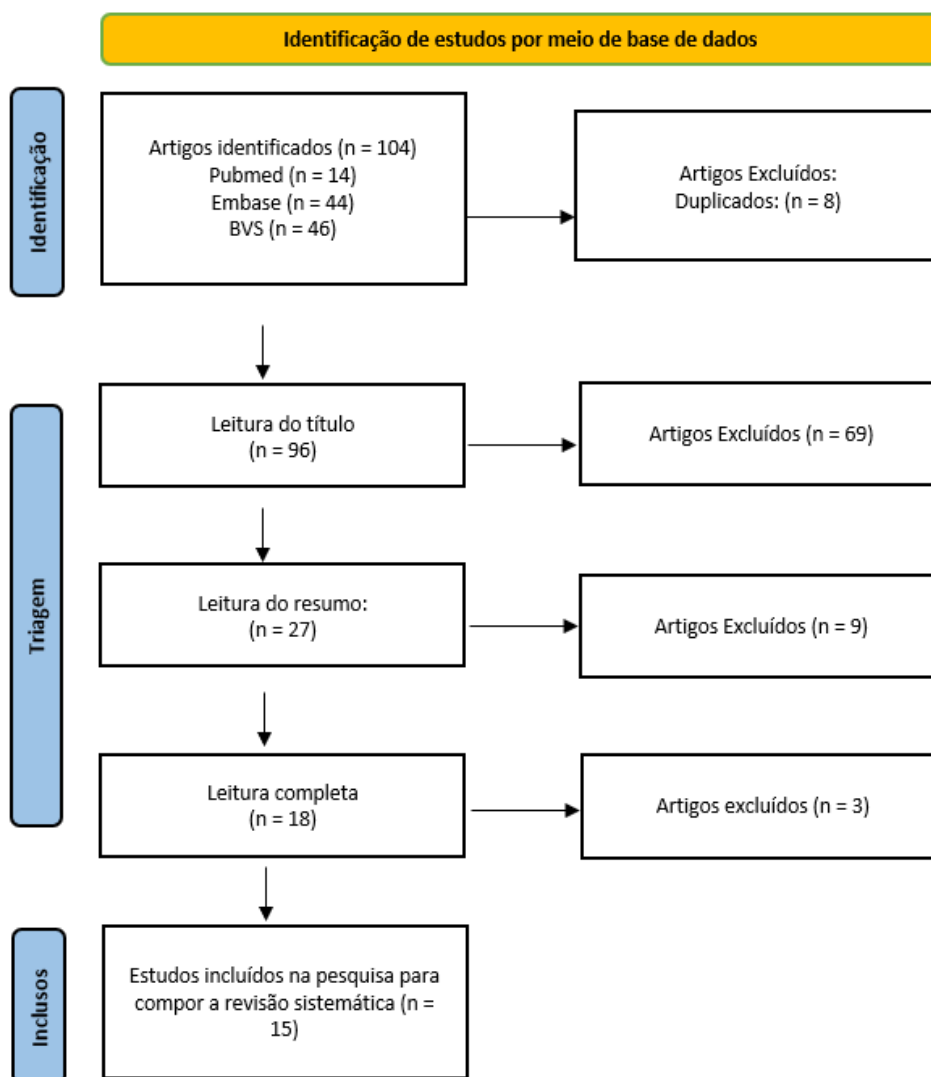 Identificação de estudos por meio de base de dados
Identificação
Artigos identificados (n = 104)
Pubmed (n = 14)
Embase (n = 44)
BVS (n = 46)
Artigos Excluídos:
Duplicados: (n = 8)
Triagem
Leitura do título
(n = 96)
Artigos Excluídos (n = 69)
Leitura do resumo:
(n = 27)
Artigos Excluídos (n = 9)
Leitura completa
(n = 18)
Artigos excluídos (n = 3)
Inclusos
Estudos incluídos na pesquisa para
compor a revisão sistemática (n =
15)